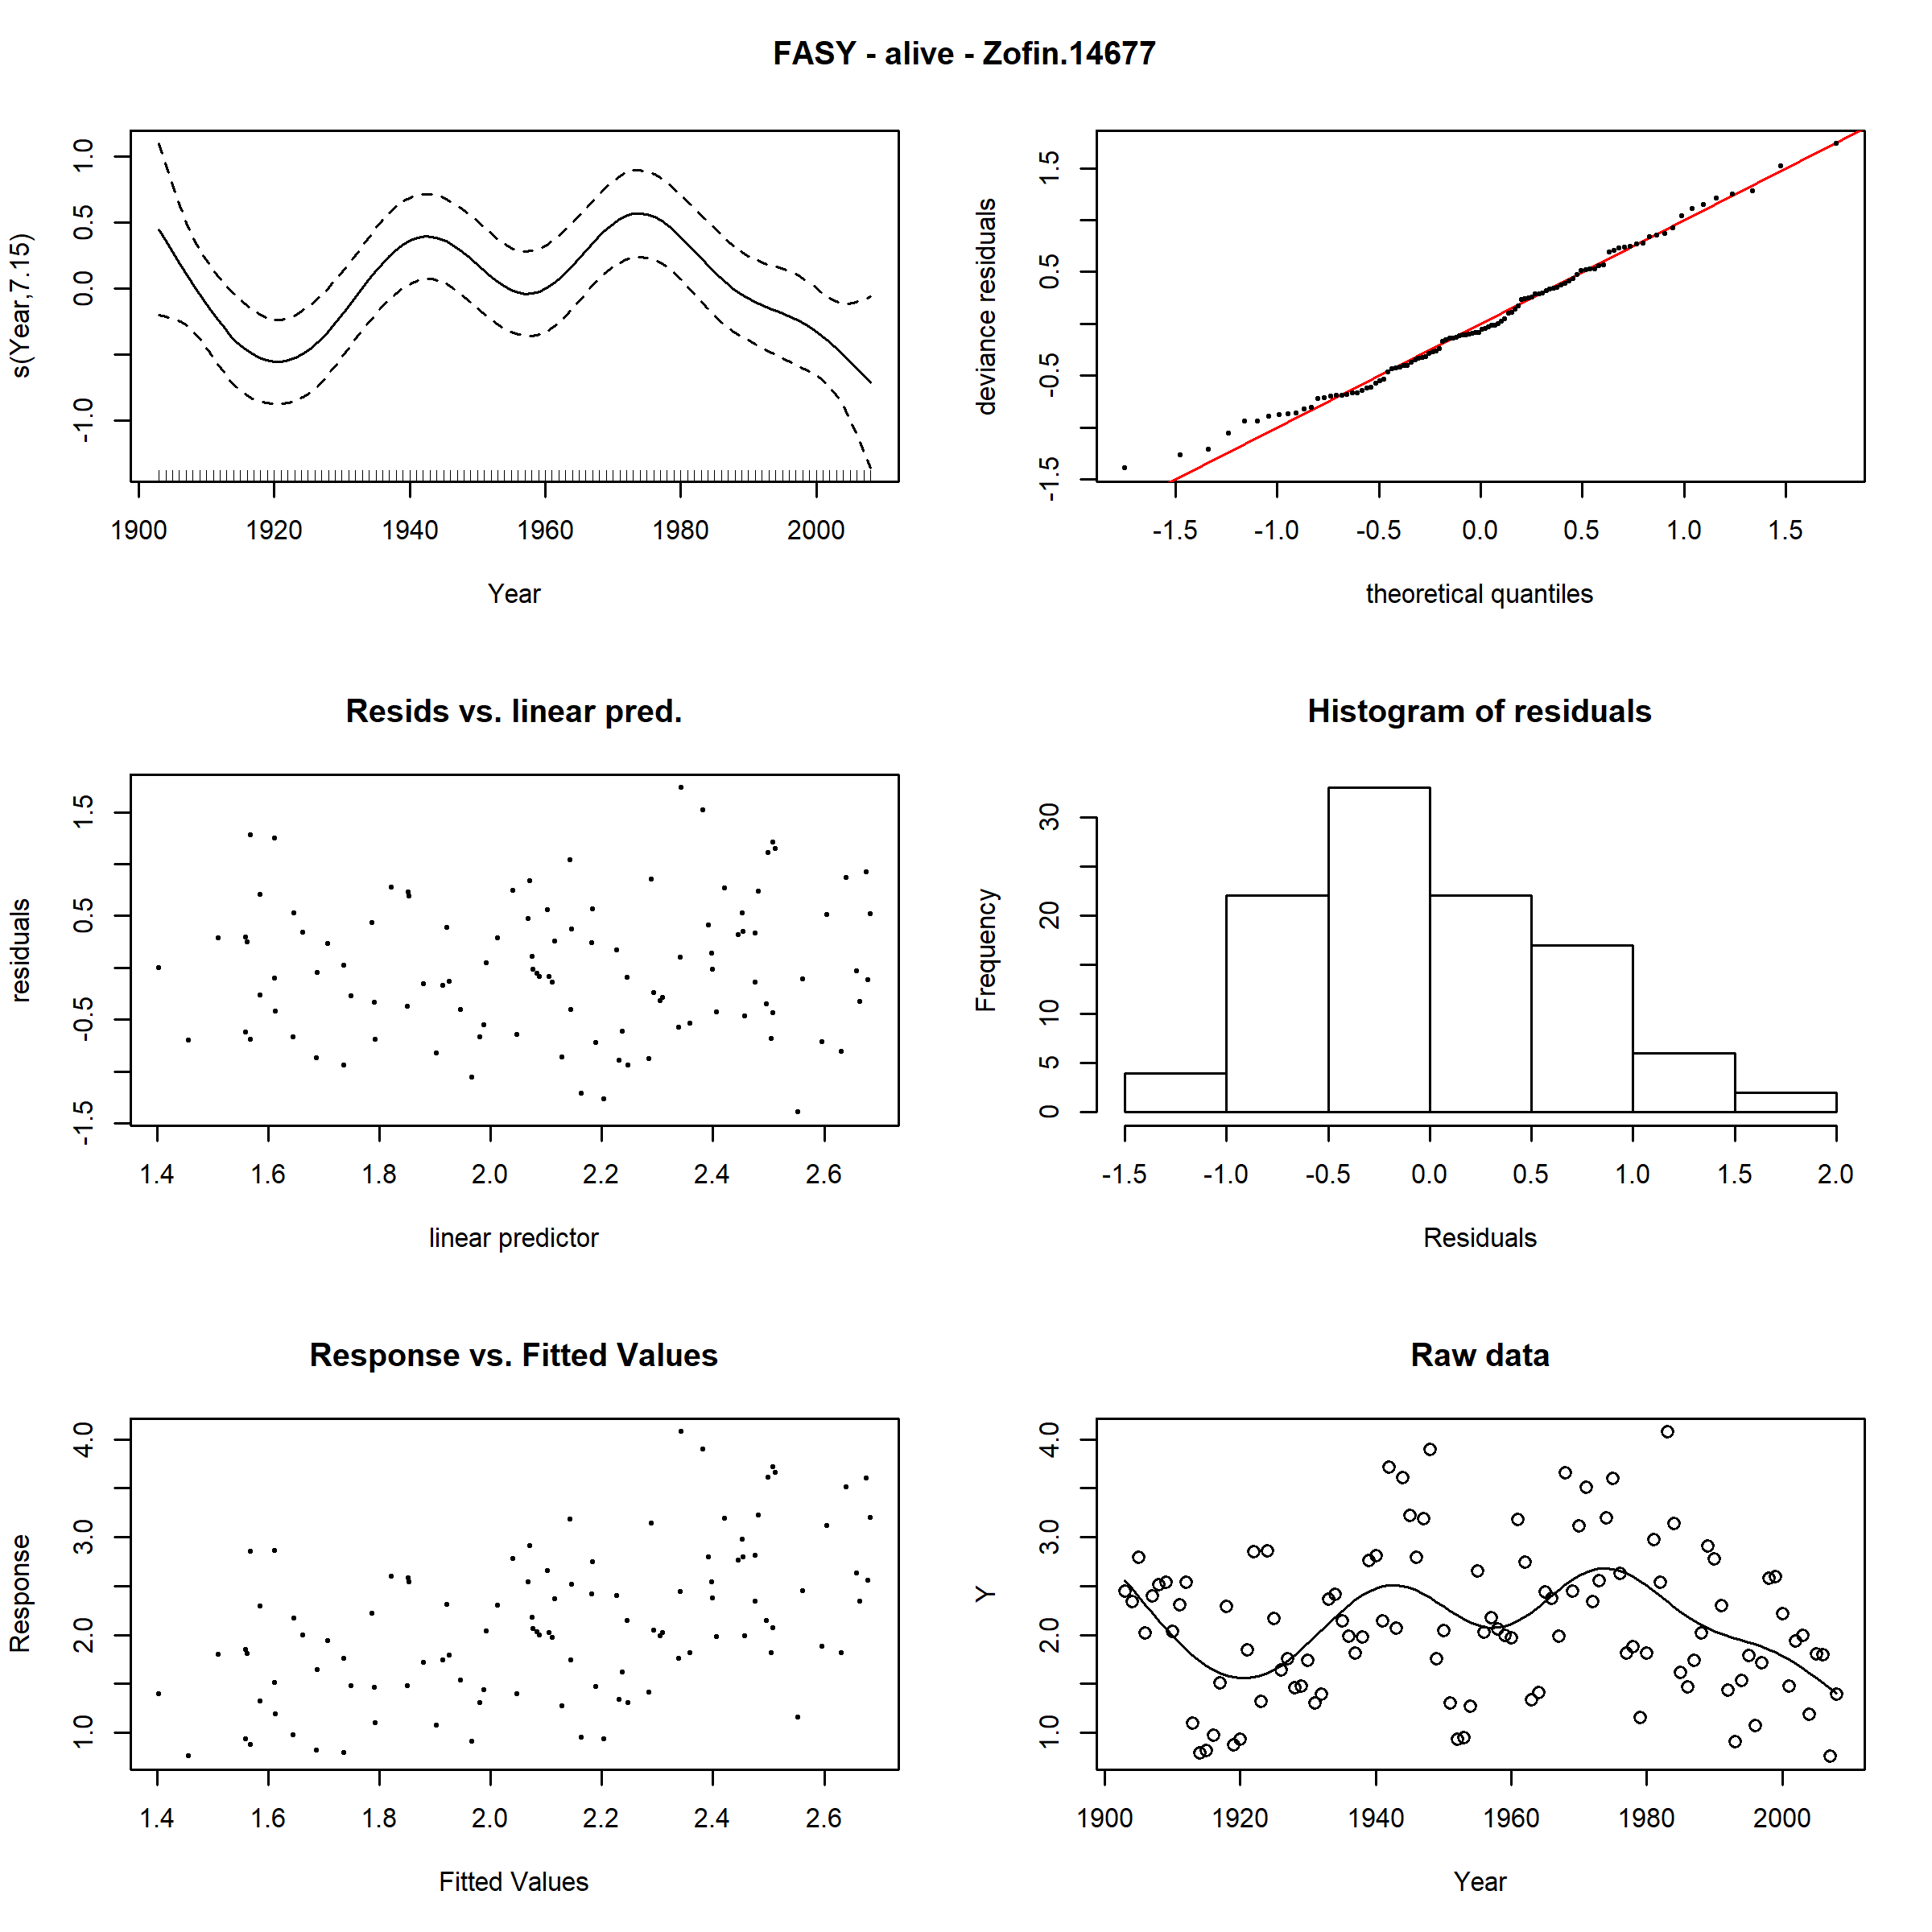 FASY - alive - Zofin.14677
s(Year,7.15)
1.0
0.5
0.0
-1.0
1900 1920 1940 1960 1980 2000
Year
deviance residuals
1.5
0.5
-0.5
-1.5
-1.5 -1.0 -0.5 0.0 0.5 1.0 1.5
theoretical quantiles
Resids vs. linear pred.
residuals
1.5
0.5
-0.5
-1.5
1.4 1.6 1.8 2.0 2.2 2.4 2.6
linear predictor
Histogram of residuals
Frequency
30
20
10
5
0
-1.5 -1.0 -0.5 0.0 0.5 1.0 1.5 2.0
Residuals
Response vs. Fitted Values
Response
4.0
3.0
2.0
1.0
1.4 1.6 1.8 2.0 2.2 2.4 2.6
Fitted Values
Raw data
Y
4.0
3.0
2.0
1.0
1900 1920 1940 1960 1980 2000
Year